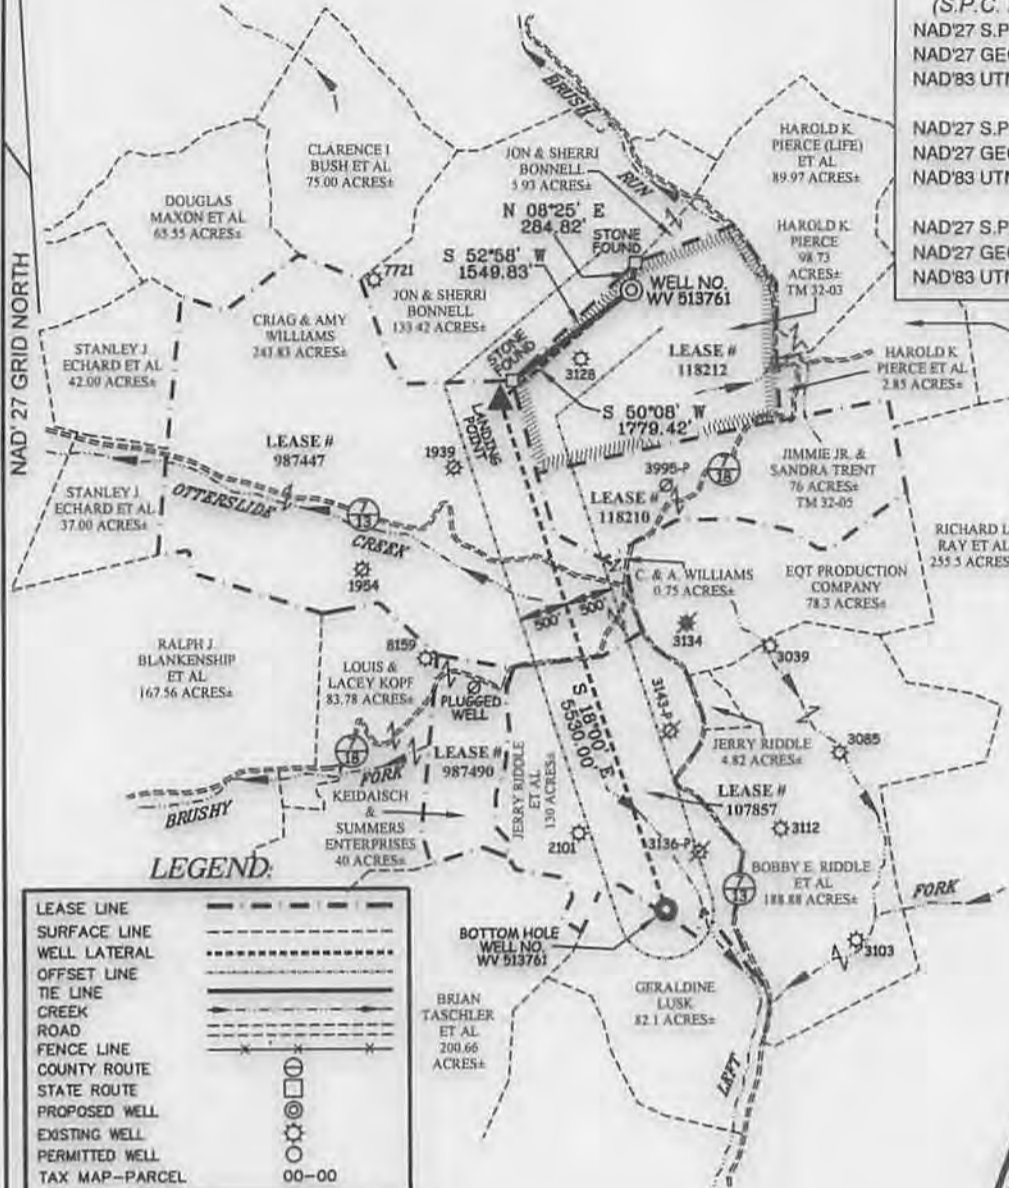 (S.P.C.
NAD'27 S.P
NAD'27 GE
NAD'83 UT
NAD'27 S.P
NAD'27 GE
NAD'83 UT
NAD'27 S.P
NAD'27 GE
NAD'83 UT
NAD' 27 GRID NORTH
BRUSH
RUN
CLARENCE I
BUSH ET AL
75.00 ACRES±
JON & SHERRI
BONNELL
5.93 ACRES±
HAROLD K.
PIERCE (LIFE)
ET AL
89.97 ACRES±
DOUGLAS
MAXON ET AL
65.55 ACRES±
N 08°25' E
284.82'
STONE
FOUND
HAROLD K.
PIERCE
98.73
ACRES±
TM 32-03
S 52°58' W
1549.83'
7721
WELL NO.
WV 513761
JON & SHERRI
BONNELL
133.42 ACRES±
CRIAG & AMY
WILLIAMS
243.83 ACRES±
STANLEY J.
ECHARD ET AL
42.00 ACRES±
STONE
FOUND
3128
LEASE #
118212
HAROLD K
PIERCE ET AL
2.85 ACRES±
LANDING
POINT
S 50°08' W
1779.42'
LEASE #
987447
1939
3995-P
7
18
JIMMIE JR. &
SANDRA TRENT
76 ACRES±
TM 32-05
STANLEY J.
ECHARD ET AL
37.00 ACRES±
OTTERSLIDE
CREEK
7
13
LEASE #
118210
RICHARD L
RAY ET AL
255.5 ACRES
1954
C. & A. WILLIAMS
0.75 ACRES±
EQT PRODUCTION
COMPANY
78.3 ACRES±
500'
500'
3134
3039
RALPH J.
BLANKENSHIP
ET AL
167.56 ACRES±
8159
LOUIS &
LACEY KOPF
83.78 ACRES±
PLUGGED
WELL
S 18°00' E
5530.00'
3143-P
JERRY RIDDLE
4.82 ACRES±
3085
18
LEASE #
987490
JERRY RIDDLE
ET AL
130 ACRES±
LEASE #
107857
BRUSHY
FORK
KEIDAISCH
&
SUMMERS
ENTERPRISES
40 ACRES±
2101
3136-P
3112
BOBBY E. RIDDLE
ET AL
188.88 ACRES±
7
13
FORK
BOTTOM HOLE
WELL NO.
WV 513761
3103
BRIAN
TASCHLER
ET AL
200.66
ACRES±
GERALDINE
LUSK
82.1 ACRES±
LEFT
LEGEND:
LEASE LINE
SURFACE LINE
WELL LATERAL
OFFSET LINE
TIE LINE
CREEK
ROAD
FENCE LINE
COUNTY ROUTE
STATE ROUTE
PROPOSED WELL
EXISTING WELL
PERMITTED WELL
TAX MAP-PARCEL 00-00